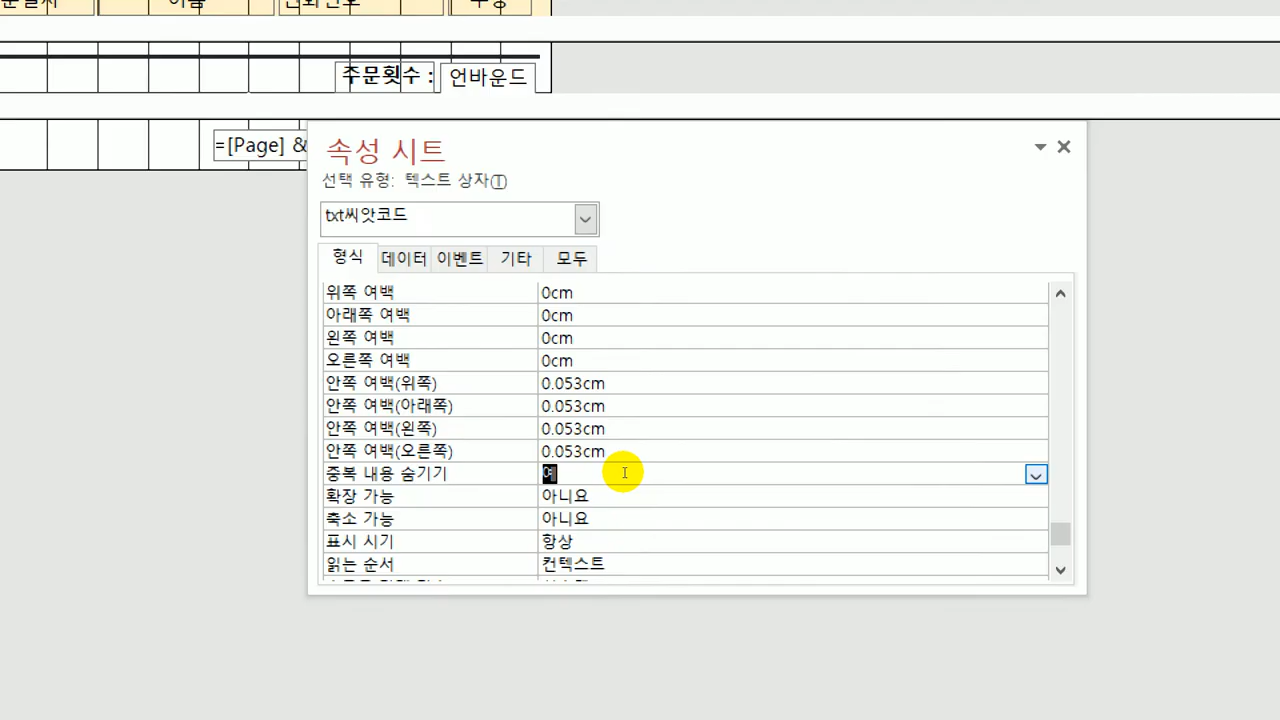 이름
주문횟수 : 언바운드
=[Page] &
속성 시트
선택 유형: 텍스트 상자(T)
txt씨앗코드
형식 데이터 이벤트 기타 모두
위쪽 여백 0cm
아래쪽 여백 0cm
왼쪽 여백 0cm
오른쪽 여백 0cm
안쪽 여백(위쪽) 0.053cm
안쪽 여백(아래쪽) 0.053cm
안쪽 여백(왼쪽) 0.053cm
안쪽 여백(오른쪽) 0.053cm
중복 내용 숨기기 예
확장 가능 아니요
축소 가능 아니요
표시 시기 항상
읽는 순서 컨텍스트